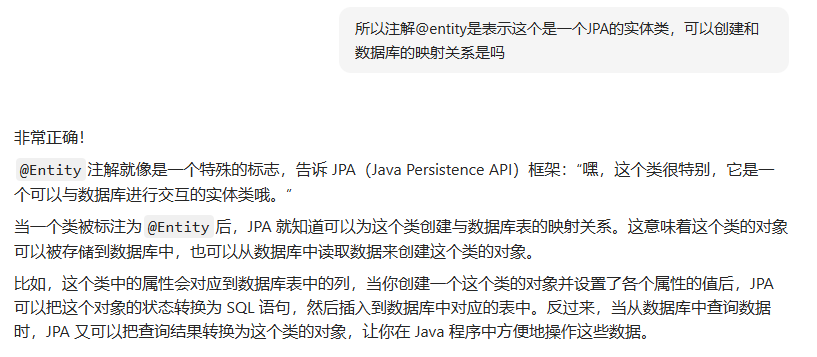 所以注解@entity是表示这个是一个JPA的实体类，可以创建和
数据库的映射关系是吗
非常正确！
@Entity注解就像是一个特殊的标志，告诉 JPA（Java Persistence API）框架：“嘿，这个类很特别，它是一
个可以与数据库进行交互的实体类哦。”
当一个类被标注为@Entity后，JPA 就知道可以为这个类创建与数据库表的映射关系。这意味着这个类的对象
可以被存储到数据库中，也可以从数据库中读取数据来创建这个类的对象。
比如，这个类中的属性会对应到数据库表中的列，当你创建一个这个类的对象并设置了各个属性的值后，JPA
可以把这个对象的状态转换为 SQL 语句，然后插入到数据库中对应的表中。反过来，当从数据库中查询数据
时，JPA 又可以把查询结果转换为这个类的对象，让你在 Java 程序中方便地操作这些数据。